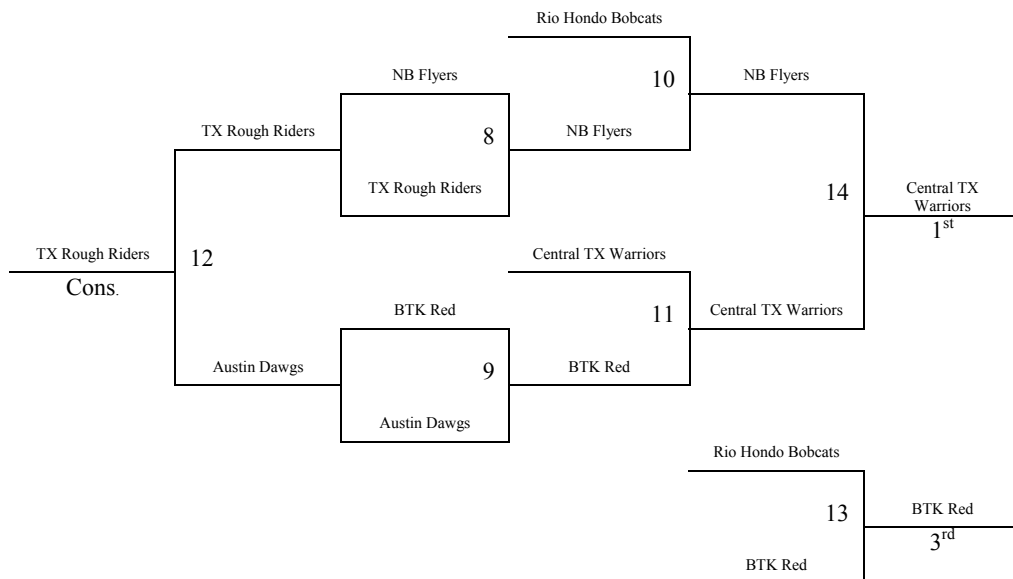 Rio Hondo Bobcats
NB Flyers
10
NB Flyers
TX Rough Riders
8
NB Flyers
TX Rough Riders
14
Central TX
Warriors
1st
TX Rough Riders
12
Central TX Warriors
Cons.
BTK Red
11
Central TX Warriors
Austin Dawgs
9
BTK Red
Austin Dawgs
Rio Hondo Bobcats
13
BTK Red
3rd
BTK Red